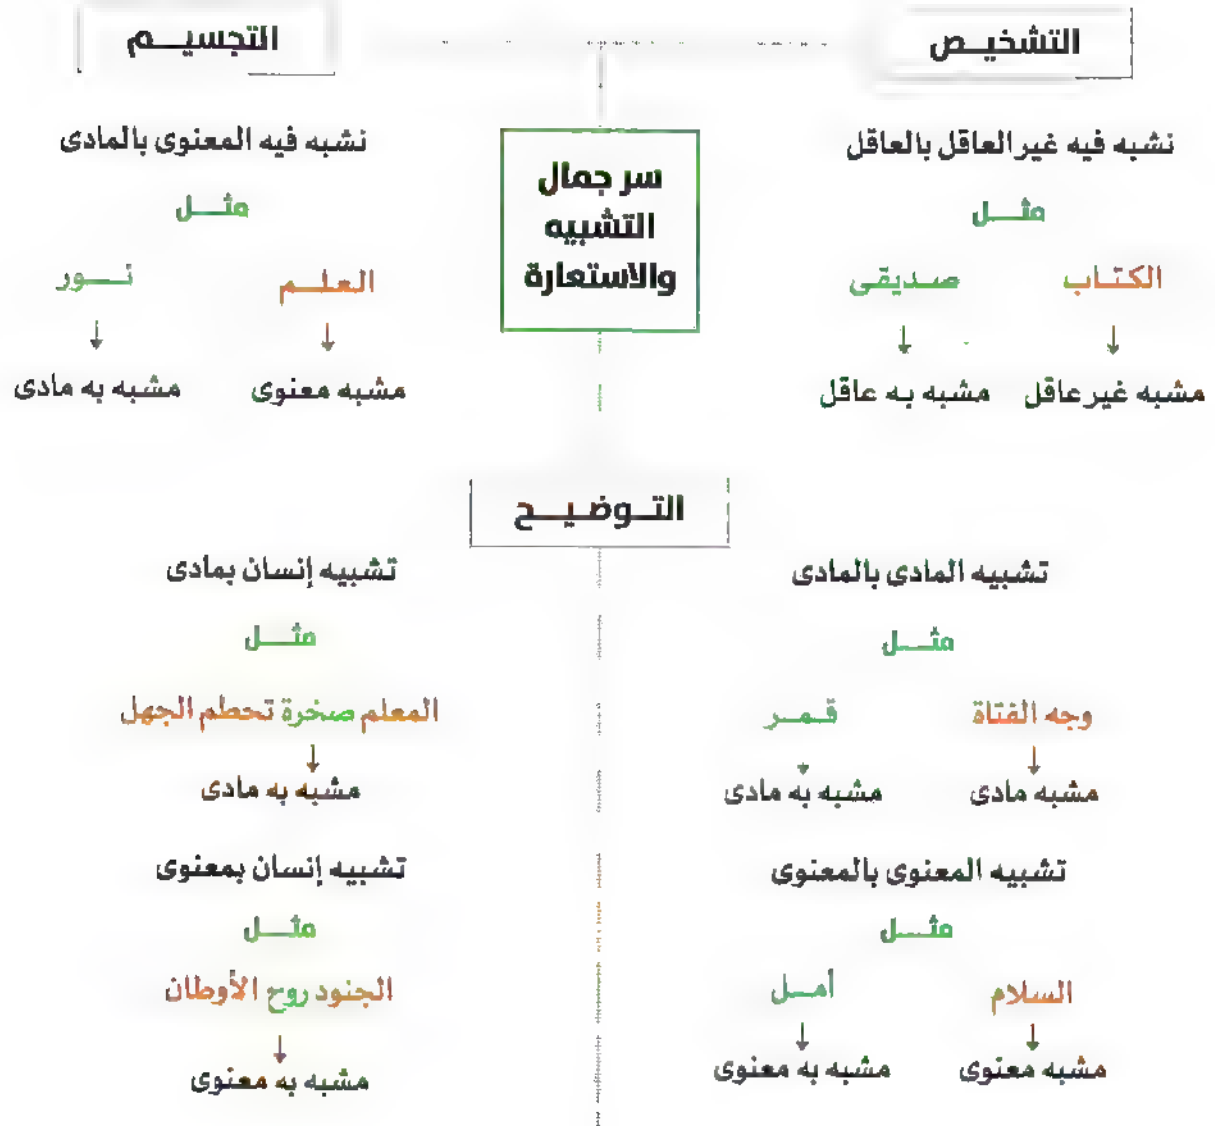 التشخيص
التجسيم
سر جمال
التشبيه
والاستعارة
نشبه فيه غير العاقل بالعاقل
مثل
الكتاب صديقى
مشبه غير عاقل مشبه به عاقل
نشبه فيه المعنوى بالمادى
مثل
العلم نور
مشبه معنوى مشبه به مادى
التوضيح
تشبيه المادى بالمادى
مثل
وجه الفتاة قمر
مشبه مادى مشبه به مادى
تشبيه المعنوى بالمعنوى
مثل
السلام أمل
مشبه معنوى مشبه به معنوى
تشبيه إنسان بمادى
مثل
المعلم صخرة تحطم الجهل
مشبه به مادى
تشبيه إنسان بمعنوى
مثل
الجنود روح الأوطان
مشبه به معنوى